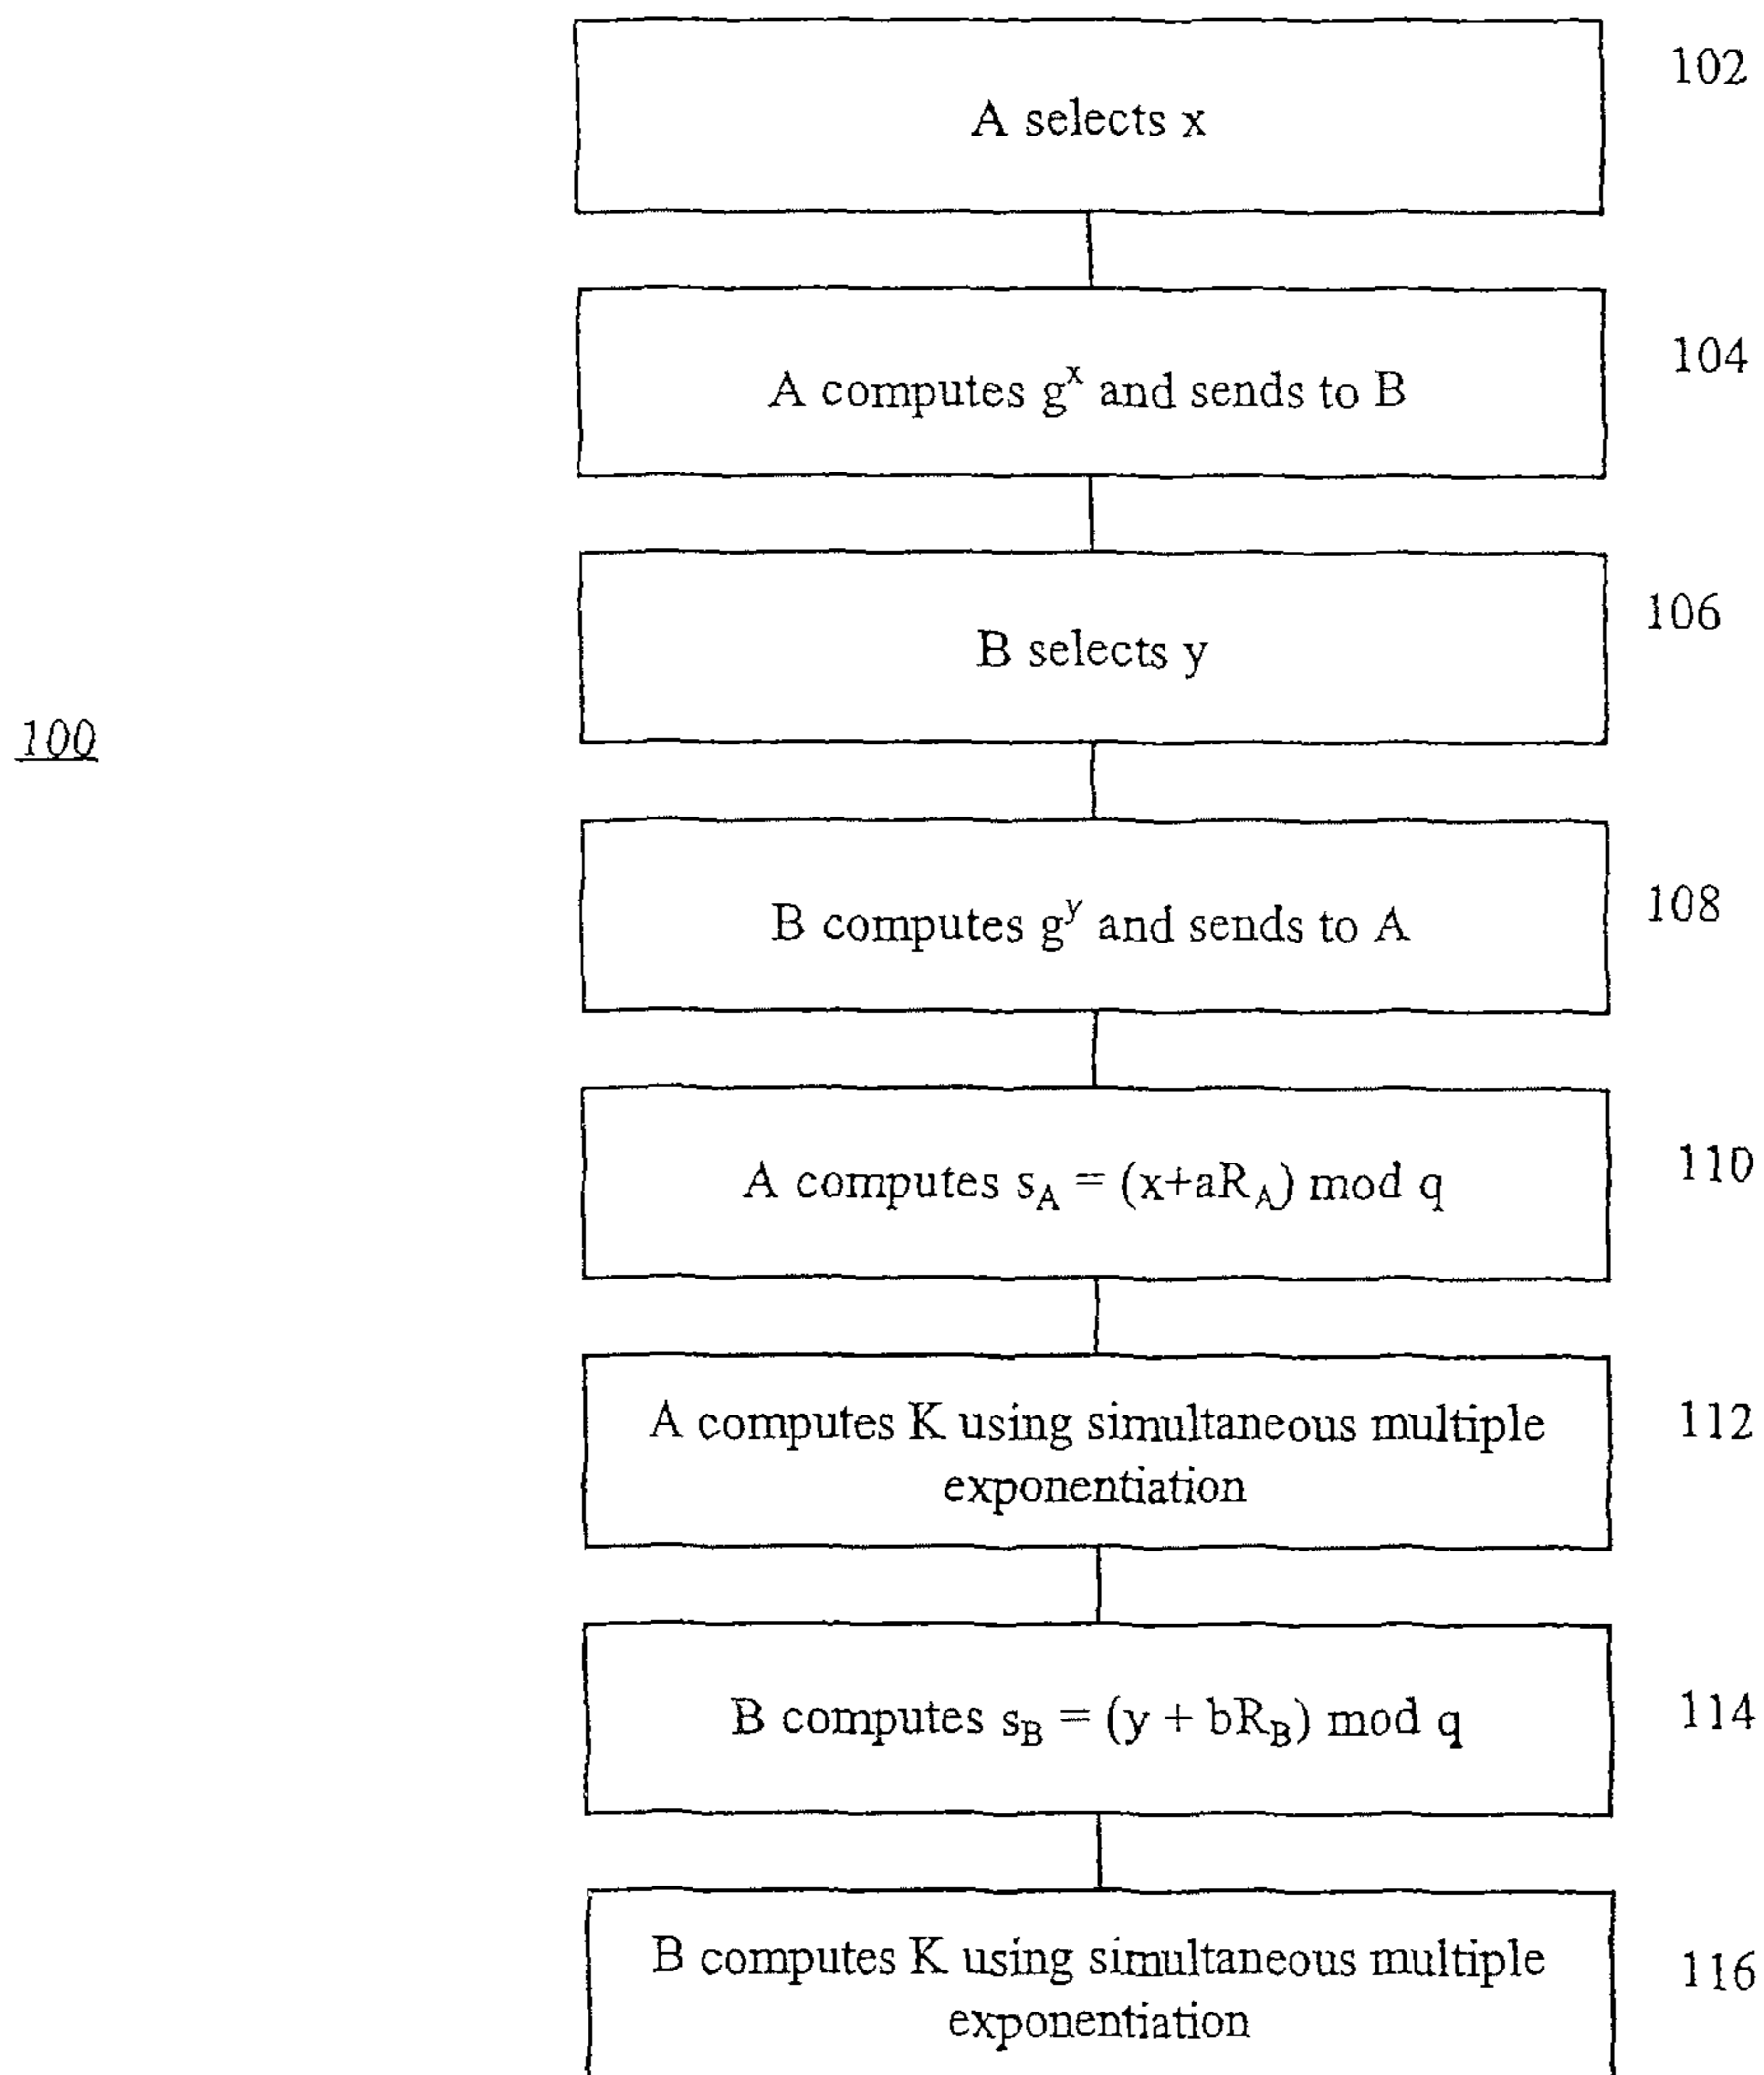 A selects x
102
A computes g^x and sends to B
104
B selects y
106
100
B computes g^y and sends to A
108
A computes s_A = (x+aR_A) mod q
110
A computes K using simultaneous multiple
exponentiation
112
B computes s_B = (y + bR_B) mod q
114
B computes K using simultaneous multiple
exponentiation
116